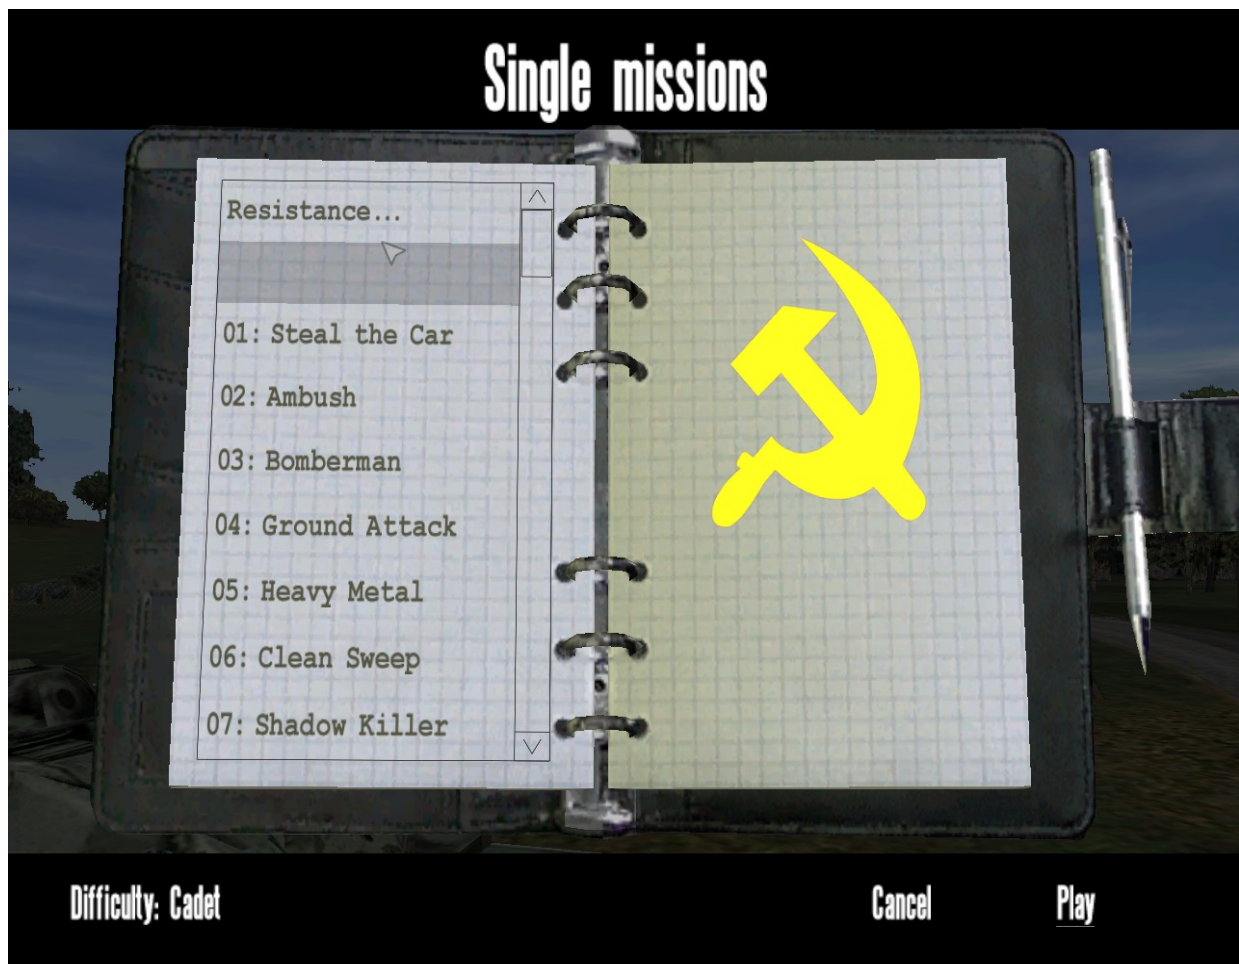 Single missions
Resistance...
01: Steal the Car
02: Ambush
03: Bomberman
04: Ground Attack
05: Heavy Metal
06: Clean Sweep
07: Shadow Killer
Difficulty: Cadet
Cancel
Play